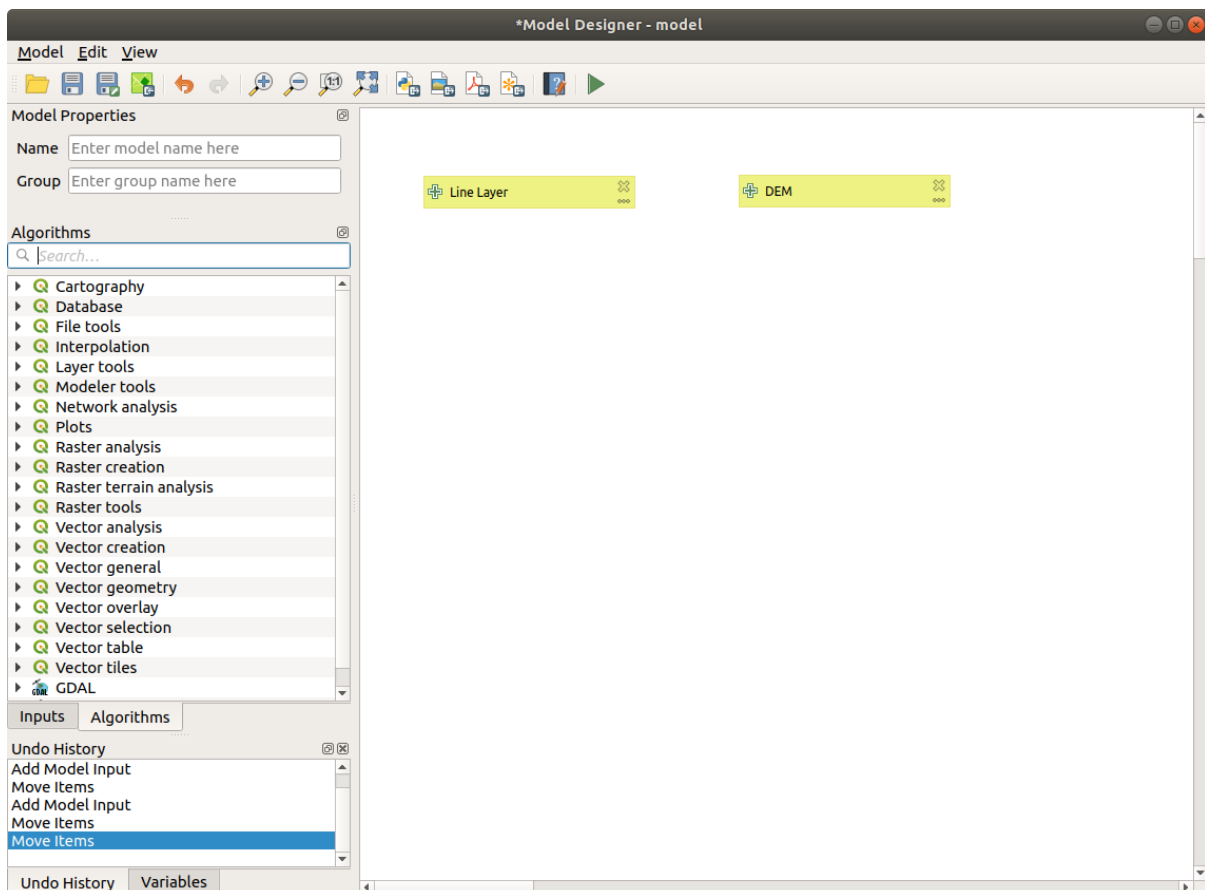 *Model Designer - model
Model Edit View
1:1
Model Properties
Name Enter model name here
Group Enter group name here
Line Layer
DEM
Algorithms
Search...
Cartography
Database
File tools
Interpolation
Layer tools
Modeler tools
Network analysis
Plots
Raster analysis
Raster creation
Raster terrain analysis
Raster tools
Vector analysis
Vector creation
Vector general
Vector geometry
Vector overlay
Vector selection
Vector table
Vector tiles
GDAL GDAL
Inputs Algorithms
Undo History
Add Model Input
Move Items
Add Model Input
Move Items
Move Items
Undo History Variables